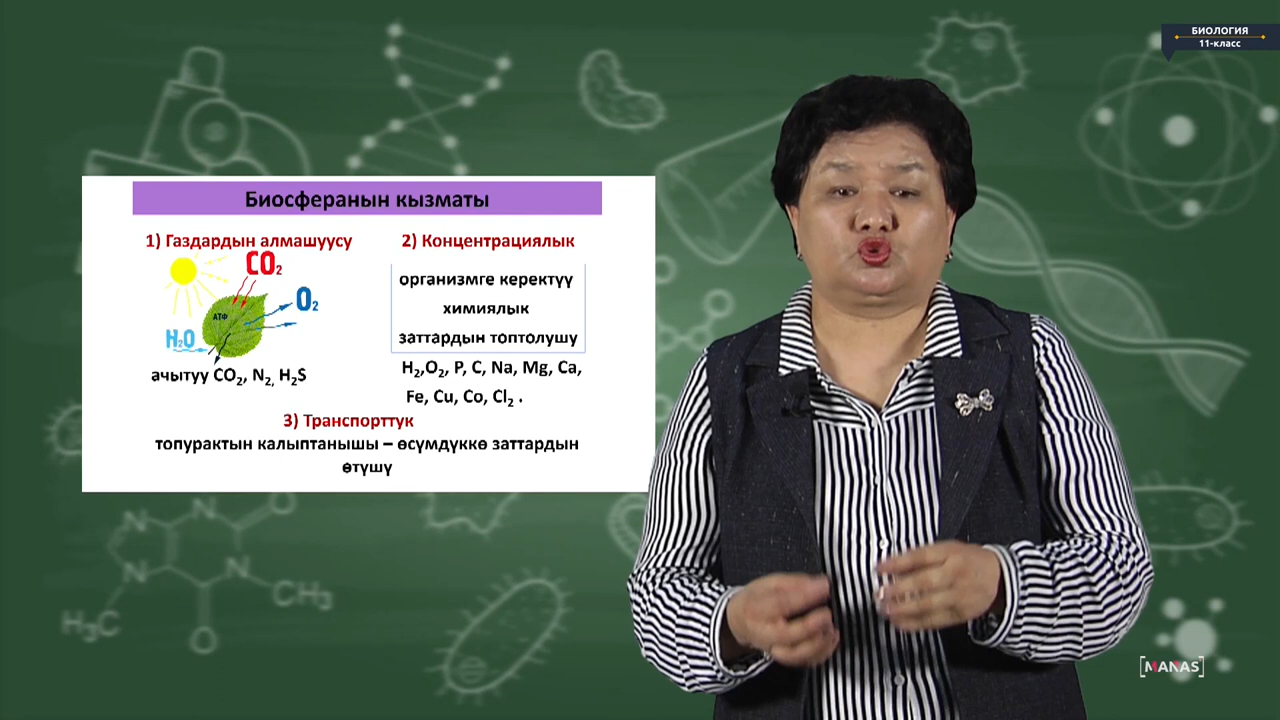 БИОЛОГИЯ
11-класс
Биосферанын кызматы
1) Газдардын алмашуусу
CO₂
O₂
АТФ
H₂O
ачытуу CO₂, N₂, H₂S
2) Концентрациялык
организмге керектүү
химиялык
заттардын топтолушу
H₂,O₂, P, C, Na, Mg, Ca,
Fe, Cu, Co, Cl₂ .
3) Транспорттук
топурактын калыптанышы – өсүмдүккө заттардын
өтүшү
N
N
O
N
N
CH₃
H₃C
O
[MANAS]